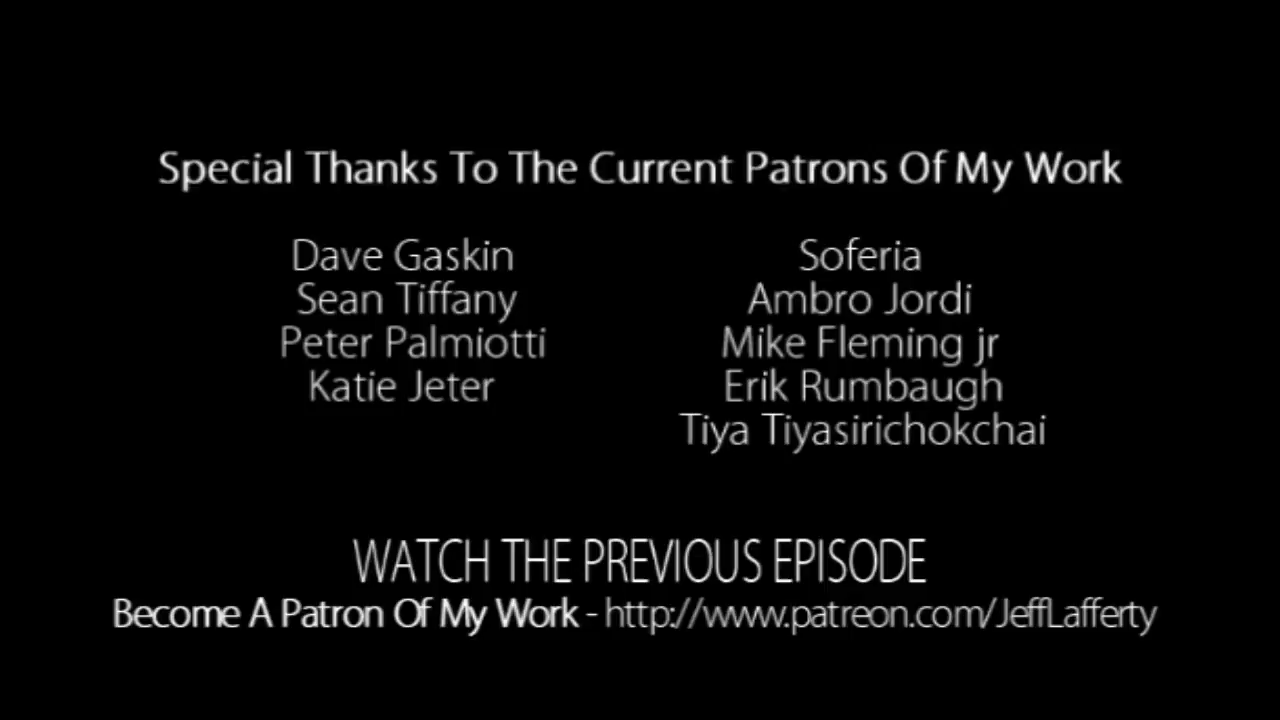 Special Thanks To The Current Patrons Of My Work
Dave Gaskin
Sean Tiffany
Peter Palmiotti
Katie Jeter
Soferia
Ambro Jordi
Mike Fleming jr
Erik Rumbaugh
Tiya Tiyasirichokchai
WATCH THE PREVIOUS EPISODE
Become A Patron Of My Work - http://www.patreon.com/JeffLafferty